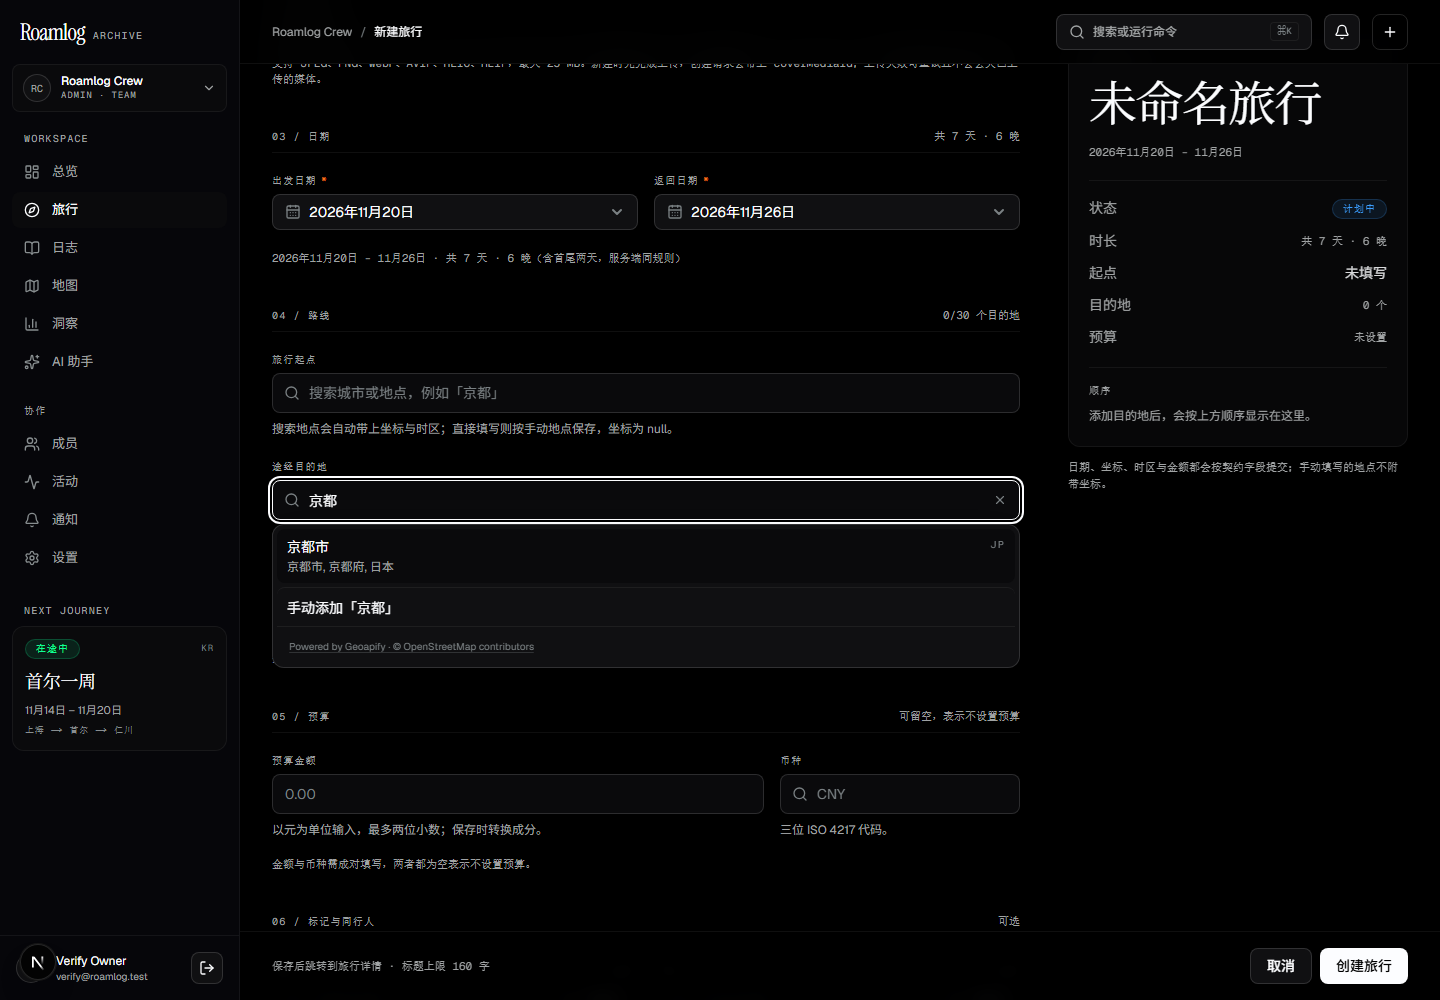 Roamlog ARCHIVE
RC
Roamlog Crew
ADMIN · TEAM
WORKSPACE
总览
旅行
日志
地图
洞察
AI 助手
协作
成员
活动
通知
设置
NEXT JOURNEY
在途中
KR
首尔一周
11月14日 – 11月20日
上海 → 首尔 → 仁川
N
Verify Owner
verify@roamlog.test
Roamlog Crew / 新建旅行
搜索或运行命令
⌘K
传的媒体。
03 / 日期
共 7 天 · 6 晚
出发日期 *
返回日期 *
2026年11月20日
2026年11月26日
2026年11月20日 – 11月26日 · 共 7 天 · 6 晚（含首尾两天，服务端同规则）
04 / 路线
0/30 个目的地
旅行起点
搜索城市或地点，例如「京都」
搜索地点会自动带上坐标与时区；直接填写则按手动地点保存，坐标为 null。
途经目的地
京都
京都市
JP
京都市, 京都府, 日本
手动添加「京都」
Powered by Geoapify · © OpenStreetMap contributors
05 / 预算
可留空，表示不设置预算
预算金额
币种
0.00
CNY
以元为单位输入，最多两位小数；保存时转换成分。
三位 ISO 4217 代码。
金额与币种需成对填写，两者都为空表示不设置预算。
06 / 标记与同行人
可选
未命名旅行
2026年11月20日 – 11月26日
状态
计划中
时长
共 7 天 · 6 晚
起点
未填写
目的地
0 个
预算
未设置
顺序
添加目的地后，会按上方顺序显示在这里。
日期、坐标、时区与金额都会按契约字段提交；手动填写的地点不附
带坐标。
保存后跳转到旅行详情 · 标题上限 160 字
取消
创建旅行